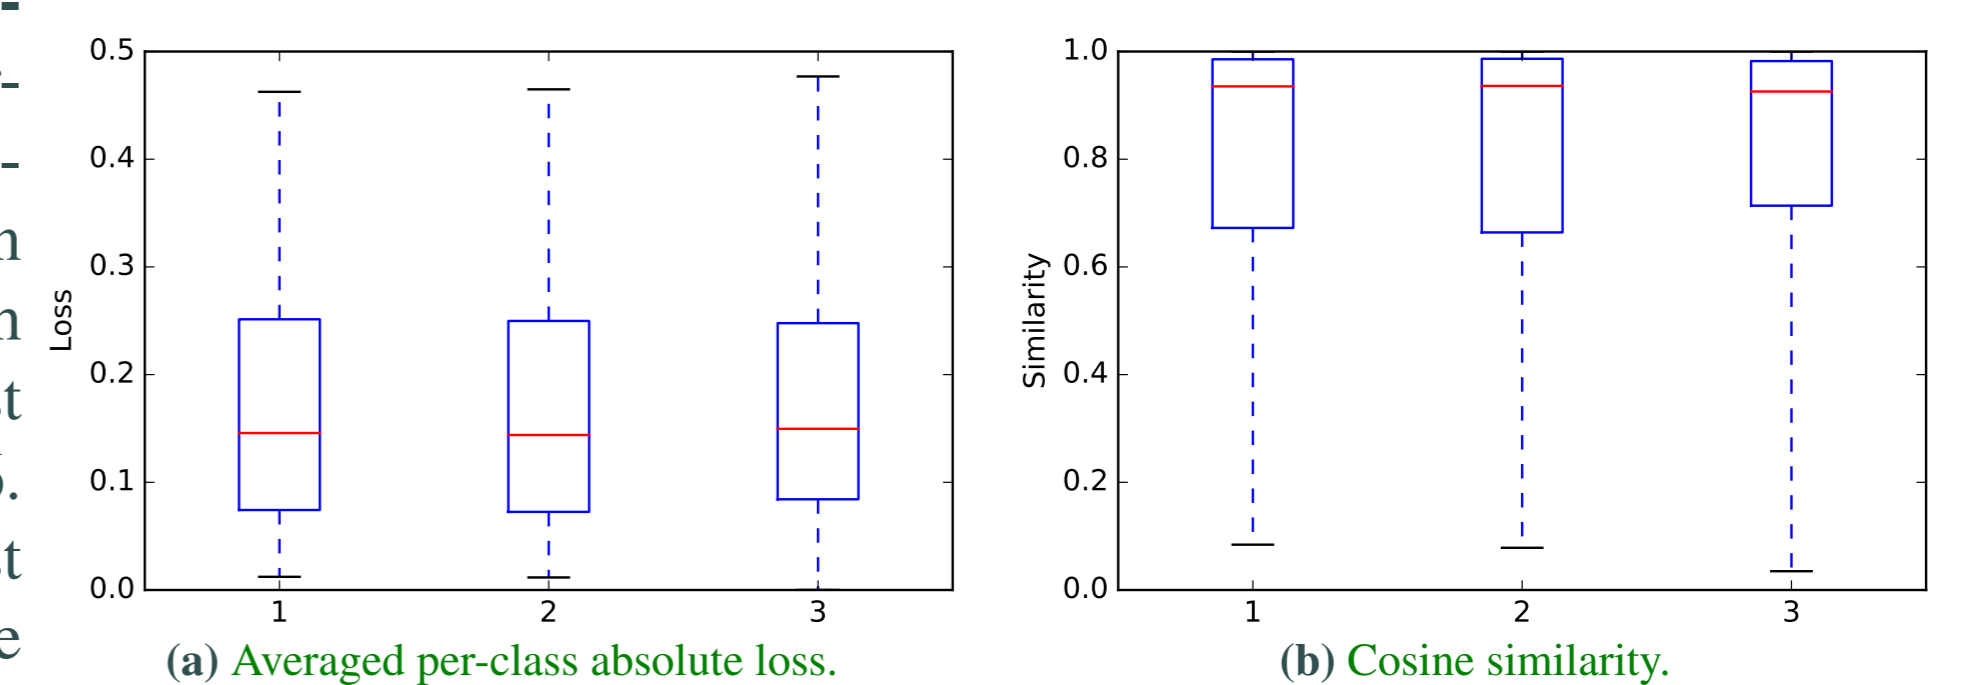 0.5
0.4
0.3
0.2
0.1
0.0
Loss
1 2 3
(a) Averaged per-class absolute loss.
1.0
0.8
0.6
0.4
0.2
0.0
Similarity
1 2 3
(b) Cosine similarity.